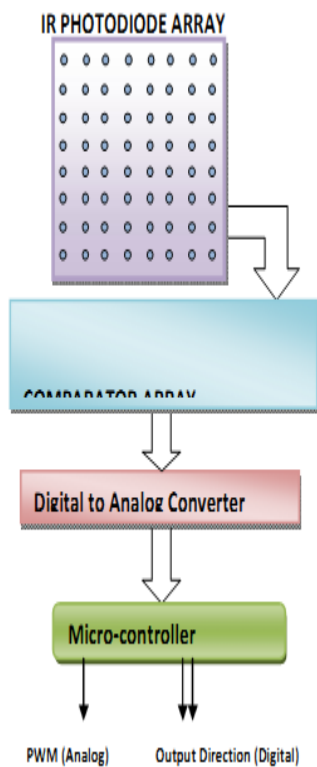 IR PHOTODIODE ARRAY
COMPARATOR ARRAY
Digital to Analog Converter
Micro-controller
PWM (Analog) Output Direction (Digital)